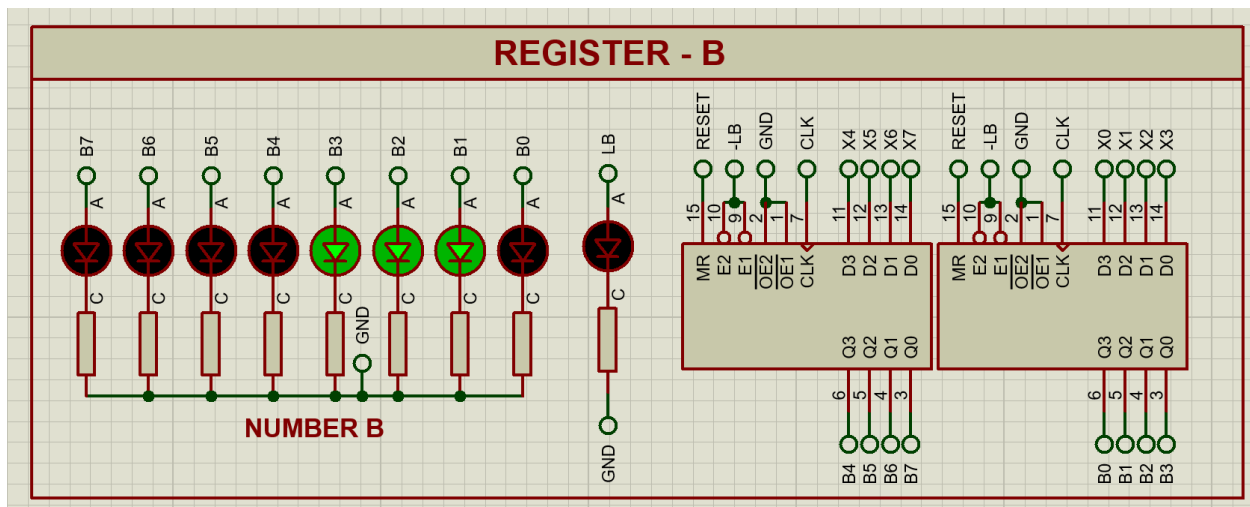 REGISTER - B
B7 B6 B5 B4 B3 B2 B1 B0 LB
A A A A A A A A A
C C C C C C C C C
GND
NUMBER B
GND
RESET -LB GND CLK X4 X5 X6 X7
15 10 9 2 1 7 11 12 13 14
MR E2 E1 OE2 OE1 CLK D3 D2 D1 D0
Q3 Q2 Q1 Q0
6 5 4 3
B4 B5 B6 B7
RESET -LB GND CLK X0 X1 X2 X3
15 10 9 2 1 7 11 12 13 14
MR E2 E1 OE2 OE1 CLK D3 D2 D1 D0
Q3 Q2 Q1 Q0
6 5 4 3
B0 B1 B2 B3